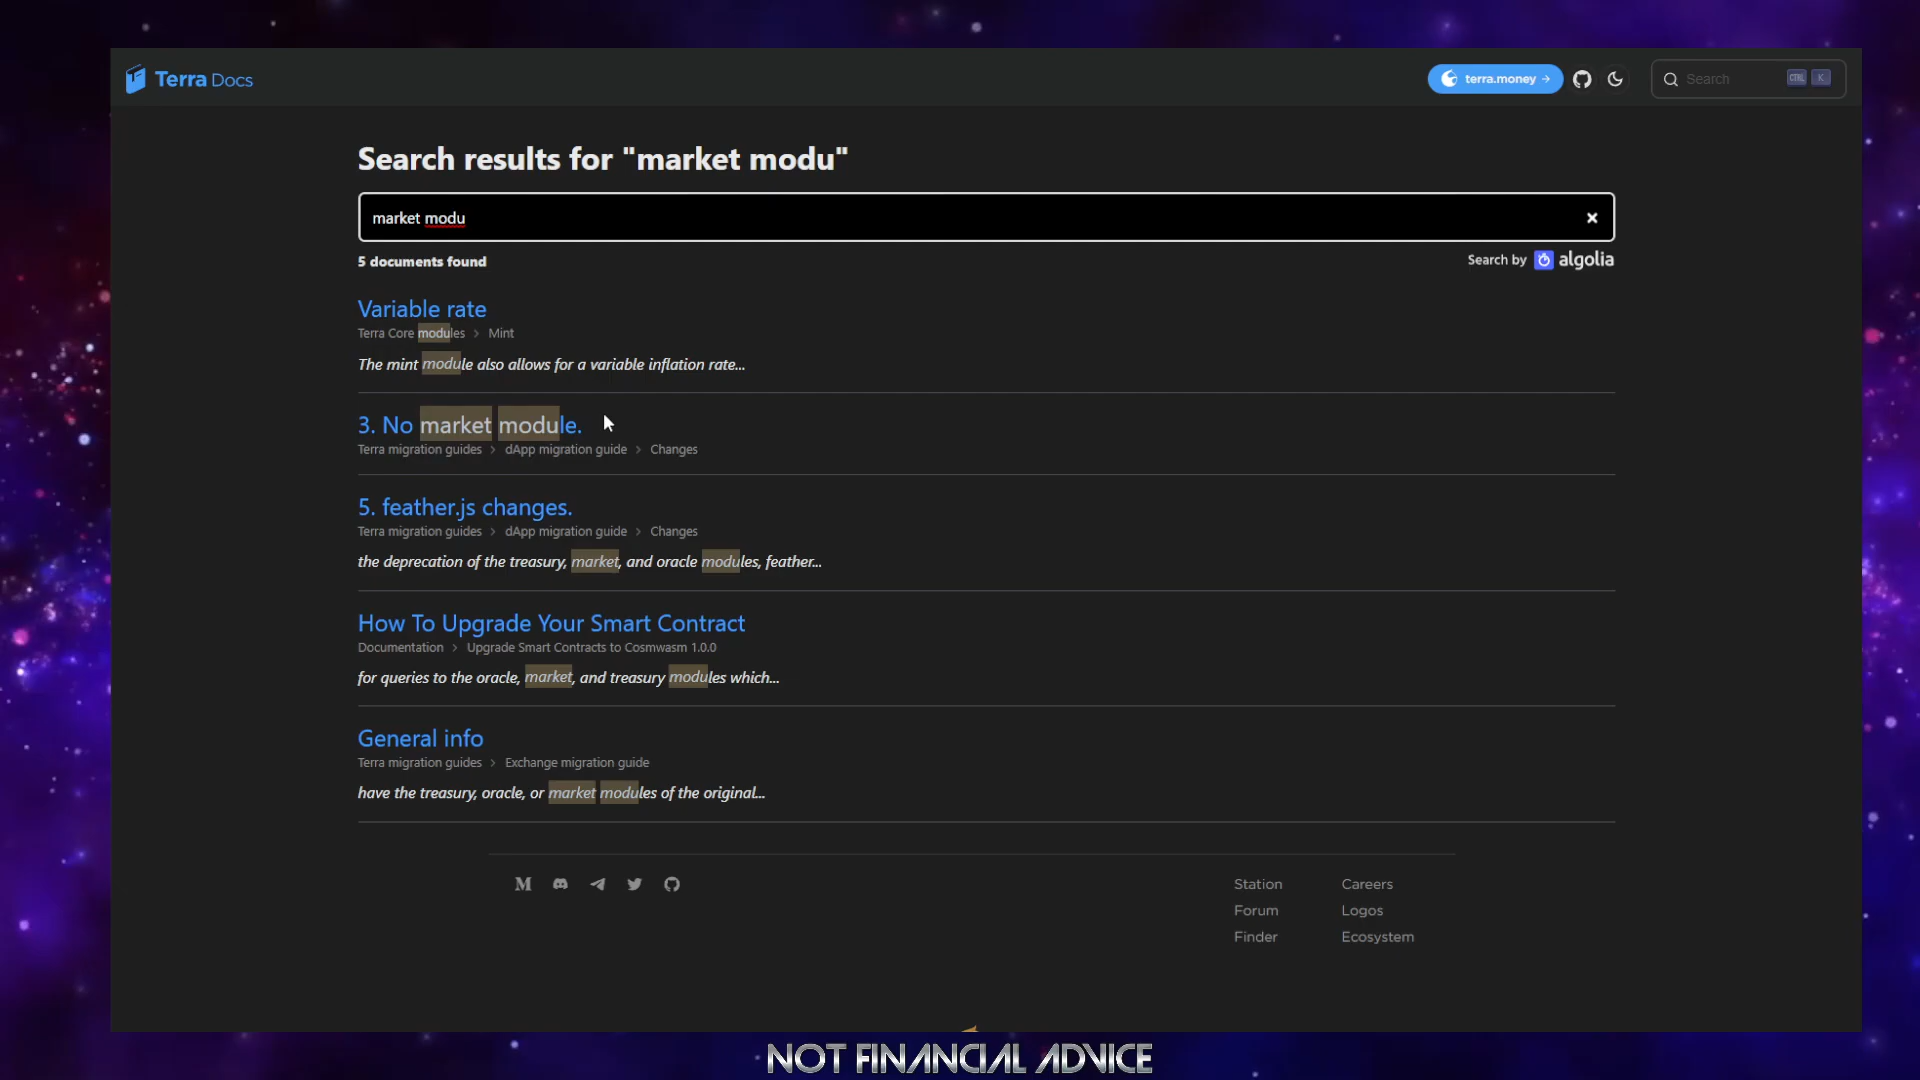 Terra Docs
terra.money →
Search CTRL K
Search results for "market modu"
market modu
5 documents found
Search by algolia
Variable rate
Terra Core modules > Mint
The mint module also allows for a variable inflation rate...
3. No market module.
Terra migration guides > dApp migration guide > Changes
5. feather.js changes.
Terra migration guides > dApp migration guide > Changes
the deprecation of the treasury, market, and oracle modules, feather...
How To Upgrade Your Smart Contract
Documentation > Upgrade Smart Contracts to Cosmwasm 1.0.0
for queries to the oracle, market, and treasury modules which...
General info
Terra migration guides > Exchange migration guide
have the treasury, oracle, or market modules of the original...
Station Careers
Forum Logos
Finder Ecosystem
NOT FINANCIAL ADVICE